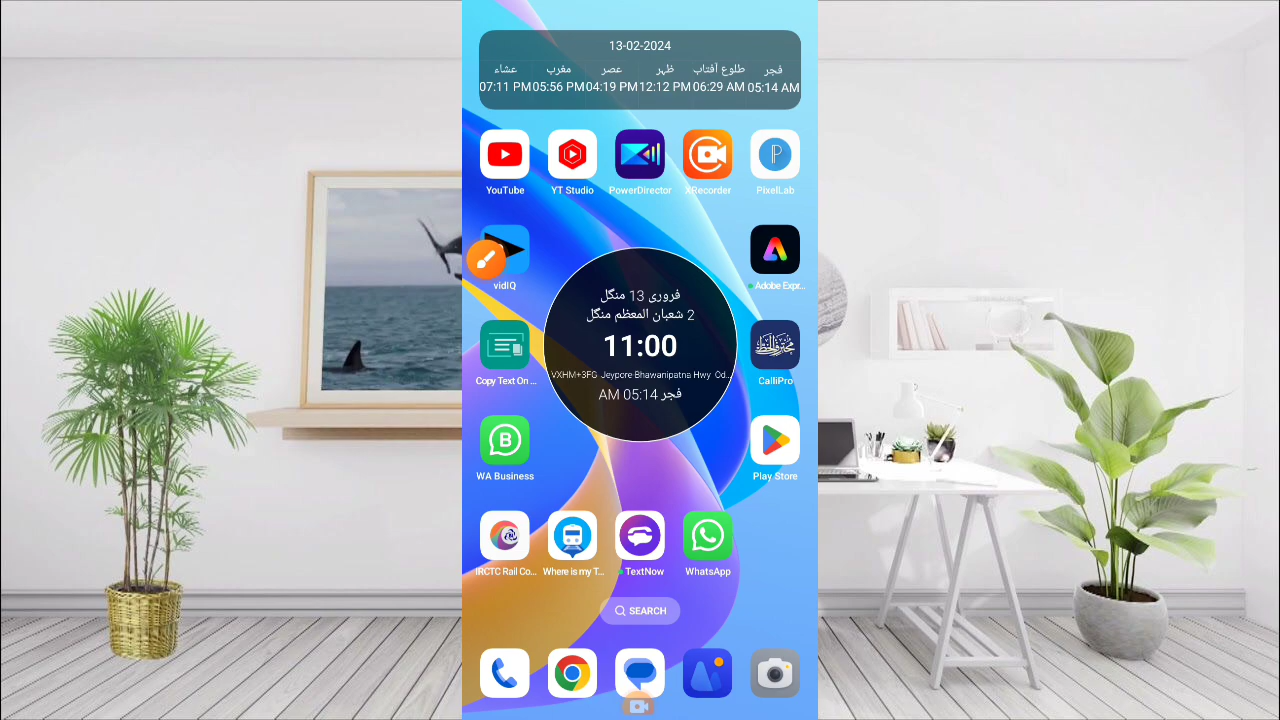 13-02-2024
فجر طلوع آفتاب ظہر عصر مغرب عشاء
05:14 AM 06:29 AM 12:12 PM 04:19 PM 05:56 PM 07:11 PM
YouTube YT Studio PowerDirector XRecorder PixelLab
vidIQ Adobe Expr...
فروری 13 منگل
2 شعبان المعظم منگل
11:00
VXHM+3FG Jeypore-Bhawanipatna Hwy Od...
فجر 05:14 AM
Copy Text On ... CalliPro
WA Business Play Store
IRCTC Rail Co... Where is my T... TextNow WhatsApp
SEARCH